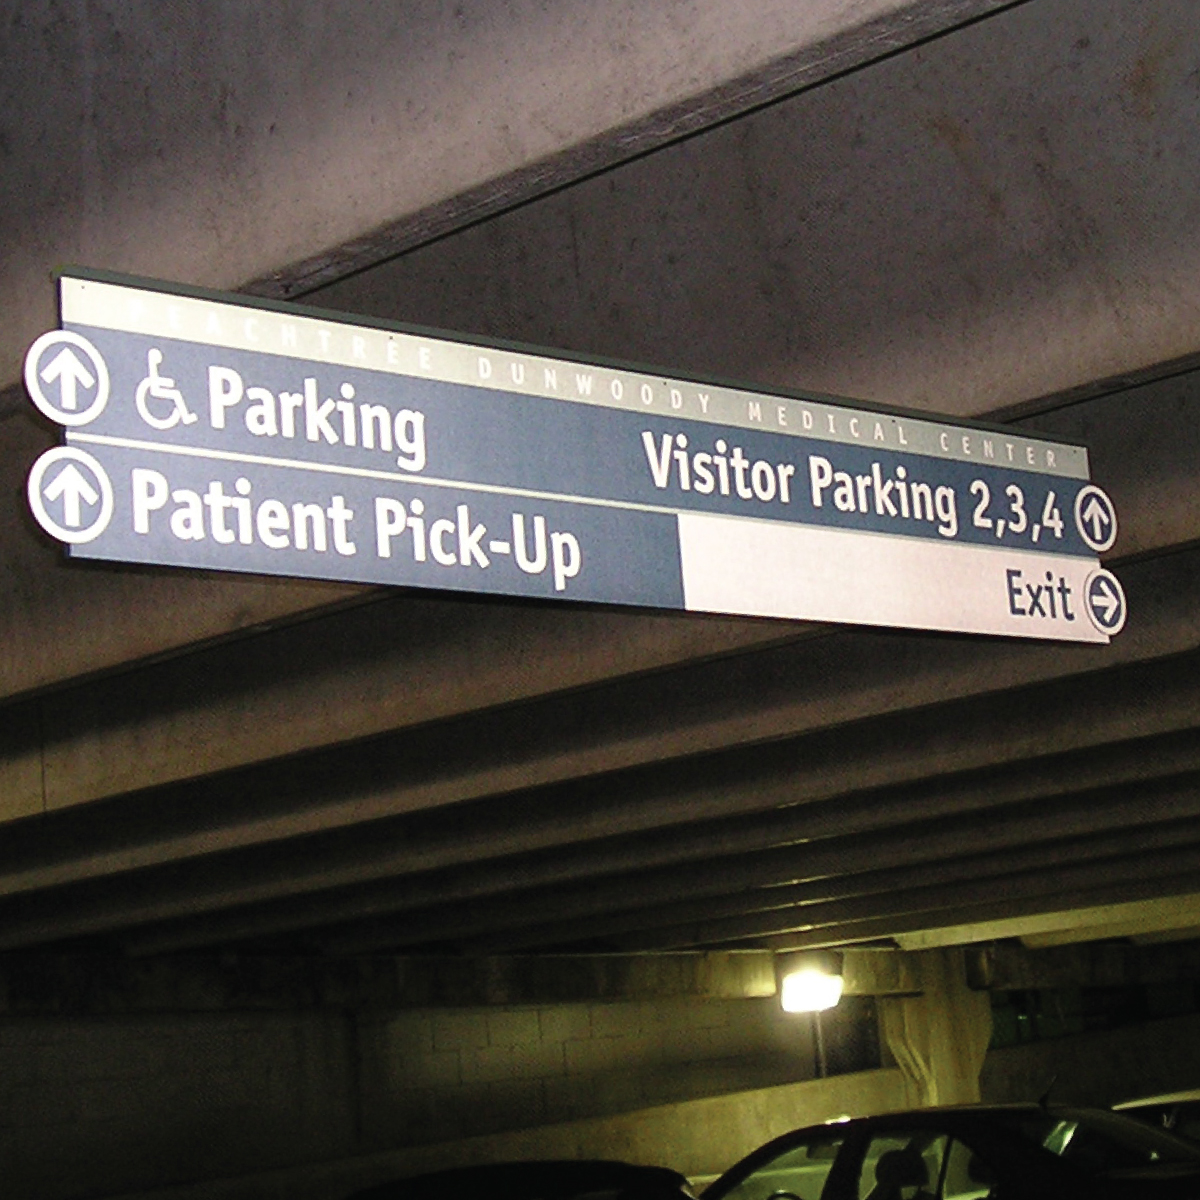 PEACHTREE DUNWOODY MEDICAL CENTER
Parking
Visitor Parking 2,3,4
Patient Pick-Up
Exit